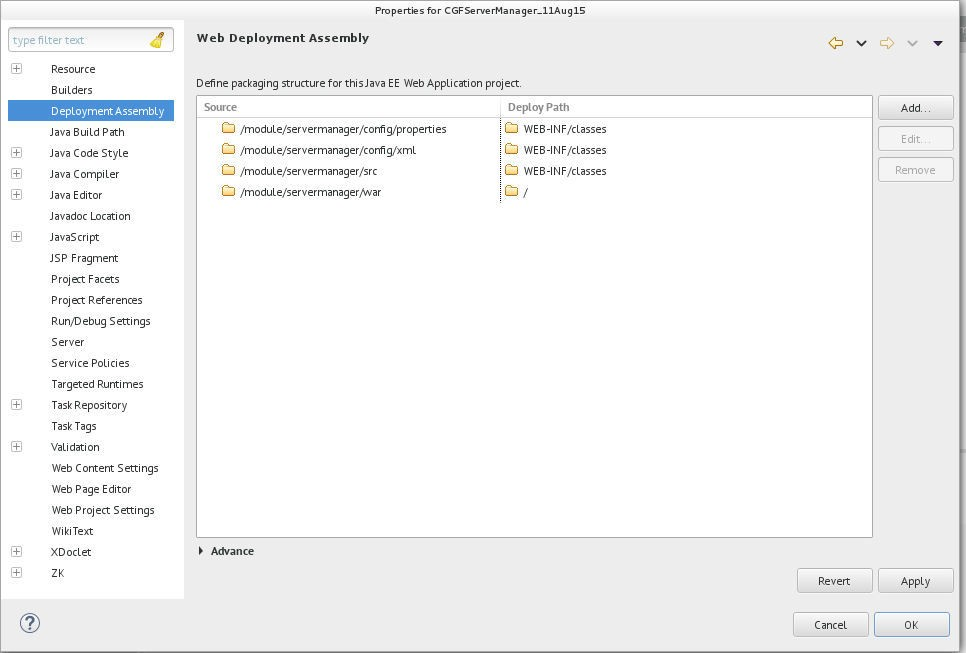 Properties for CGFServerManager_11Aug15
type filter text
Resource
Builders
Deployment Assembly
Java Build Path
Java Code Style
Java Compiler
Java Editor
Javadoc Location
JavaScript
JSP Fragment
Project Facets
Project References
Run/Debug Settings
Server
Service Policies
Targeted Runtimes
Task Repository
Task Tags
Validation
Web Content Settings
Web Page Editor
Web Project Settings
WikiText
XDoclet
ZK
Web Deployment Assembly
Define packaging structure for this Java EE Web Application project.
Source Deploy Path
/module/servermanager/config/properties WEB-INF/classes
/module/servermanager/config/xml WEB-INF/classes
/module/servermanager/src WEB-INF/classes
/module/servermanager/war /
Add...
Edit...
Remove
Advance
Revert Apply
Cancel OK